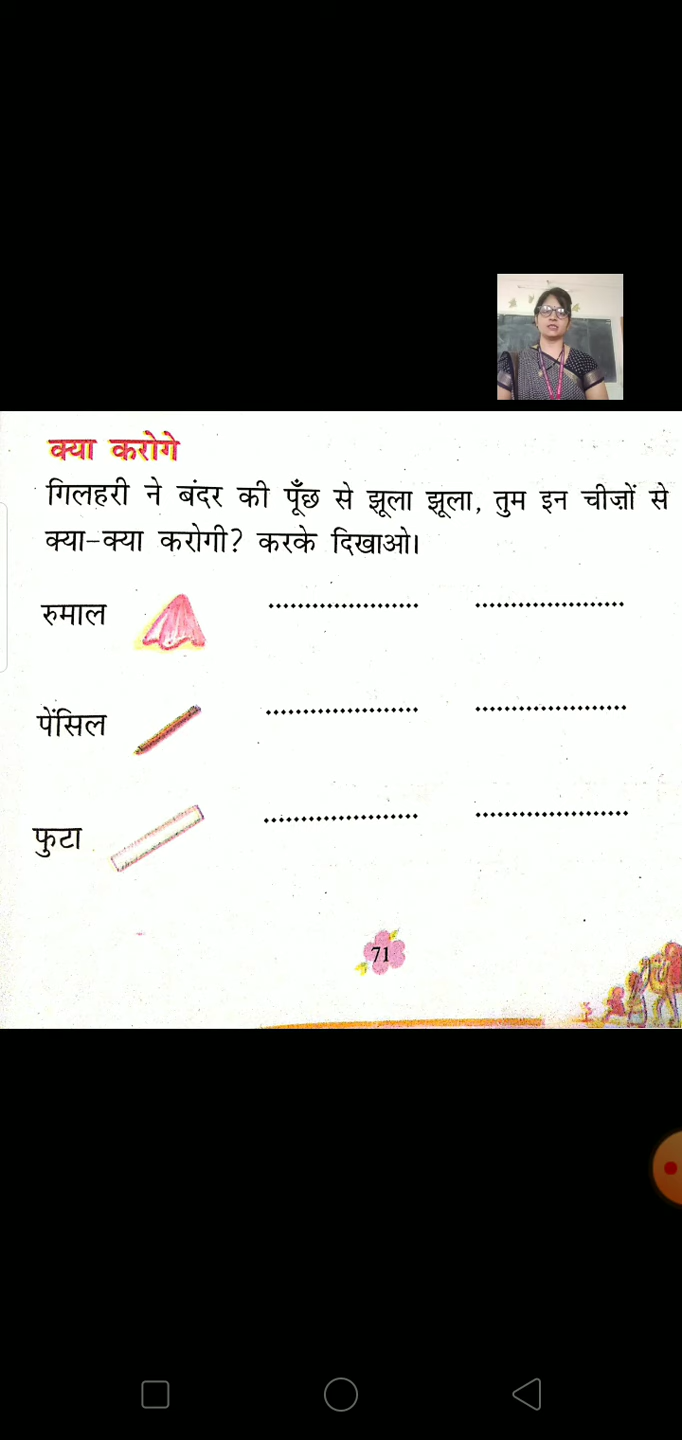 क्या करोगे
गिलहरी ने बंदर की पूँछ से झूला झूला, तुम इन चीज़ों से
क्या-क्या करोगी? करके दिखाओ।
रुमाल ........................ ........................
पेंसिल ........................ ........................
फुटा ........................ ........................
71